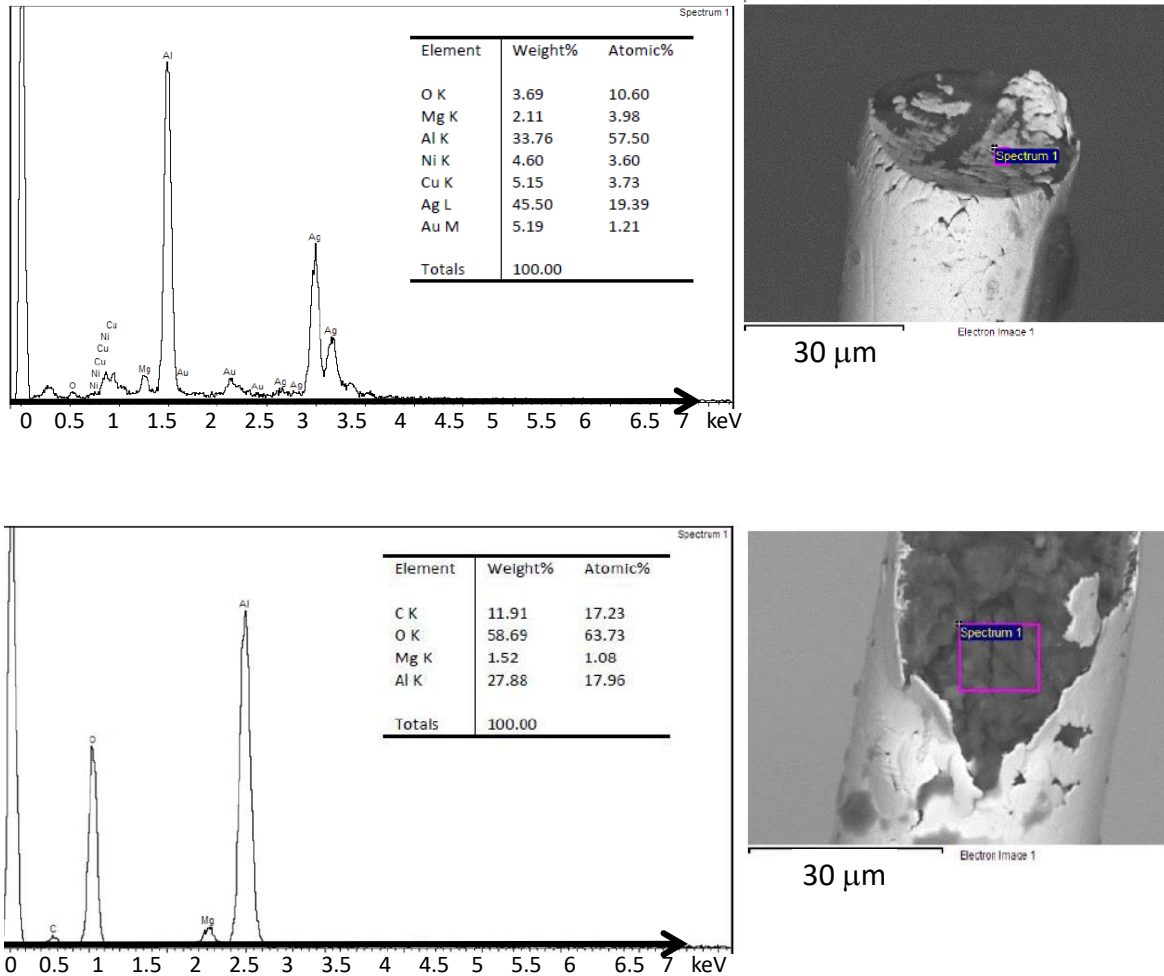 Spectrum 1
Element Weight% Atomic%
O K 3.69 10.60
Mg K 2.11 3.98
Al K 33.76 57.50
Ni K 4.60 3.60
Cu K 5.15 3.73
Ag L 45.50 19.39
Au M 5.19 1.21
Totals 100.00
Al
Ag
Ag
Cu
Ni
Cu
Cu
Ni
Ni
O
Mg
Au
Au
Au
Ag
Ag
0 0.5 1 1.5 2 2.5 3 3.5 4 4.5 5 5.5 6 6.5 7 keV
Spectrum 1
Electron Image 1
30 μm
Spectrum 1
Element Weight% Atomic%
C K 11.91 17.23
O K 58.69 63.73
Mg K 1.52 1.08
Al K 27.88 17.96
Totals 100.00
Al
O
Mg
C
0 0.5 1 1.5 2 2.5 3 3.5 4 4.5 5 5.5 6 6.5 7 keV
Spectrum 1
Electron Image 1
30 μm